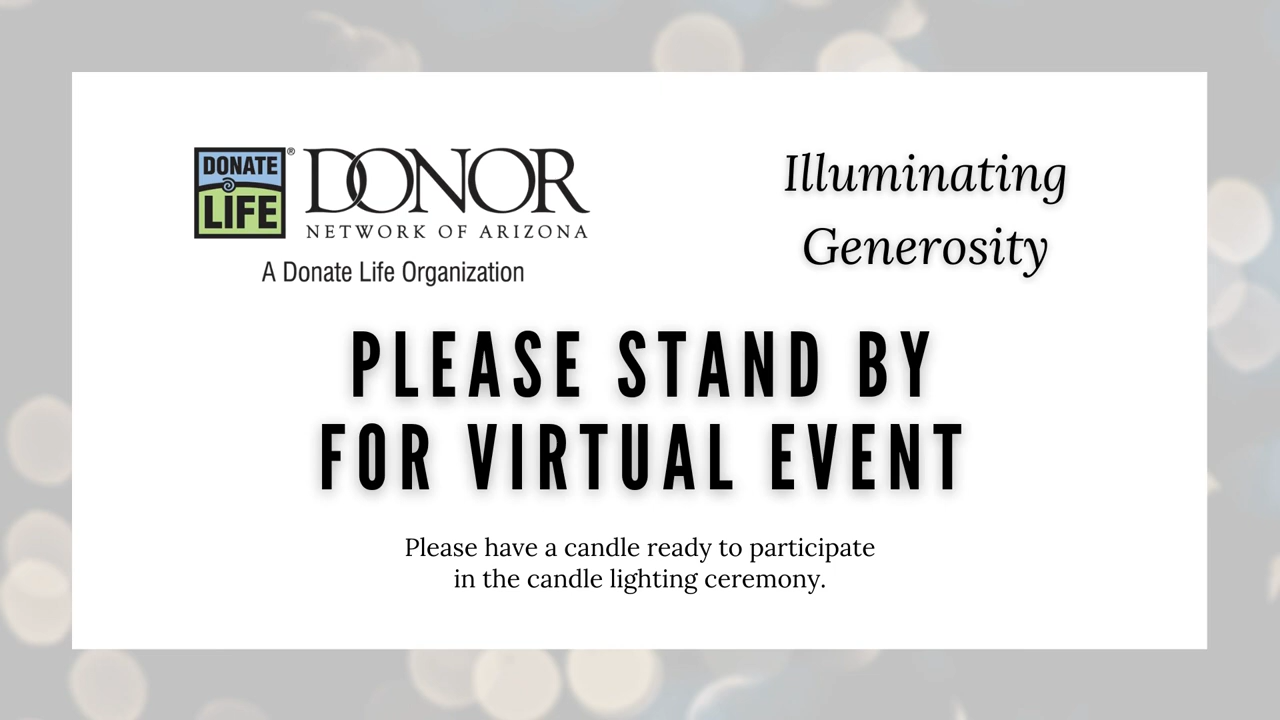 DONATE
LIFE
®
DONOR
NETWORK OF ARIZONA
A Donate Life Organization
Illuminating
Generosity
PLEASE STAND BY
FOR VIRTUAL EVENT
Please have a candle ready to participate
in the candle lighting ceremony.